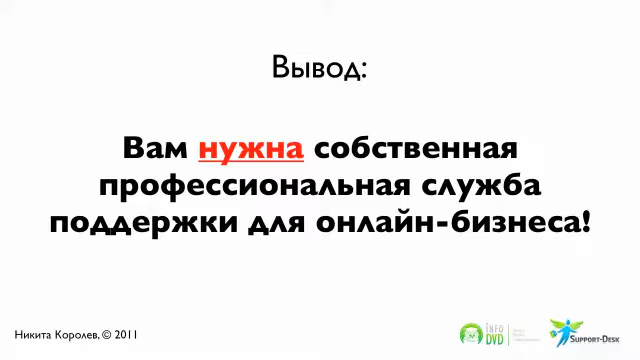 Вывод:
Вам нужна собственная
профессиональная служба
поддержки для онлайн-бизнеса!
Никита Королев, © 2011
INFO
DVD
SUPPORT-DESK